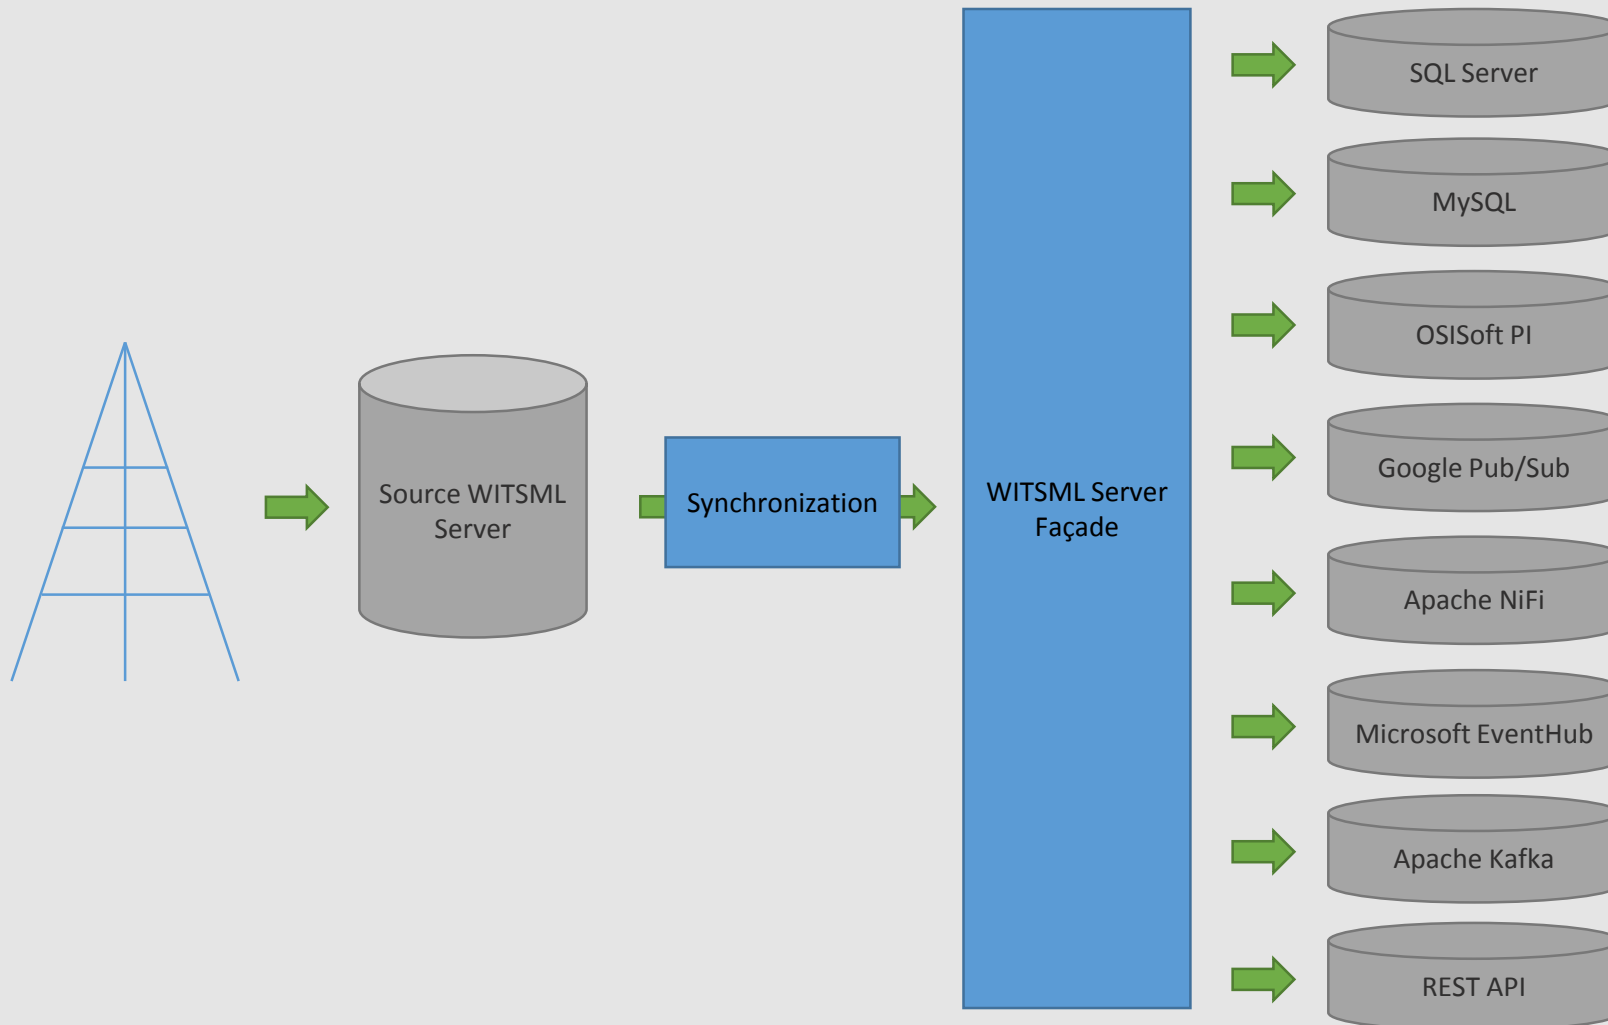 Source WITSML
Server
Synchronization
WITSML Server
Façade
SQL Server
MySQL
OSISoft PI
Google Pub/Sub
Apache NiFi
Microsoft EventHub
Apache Kafka
REST API